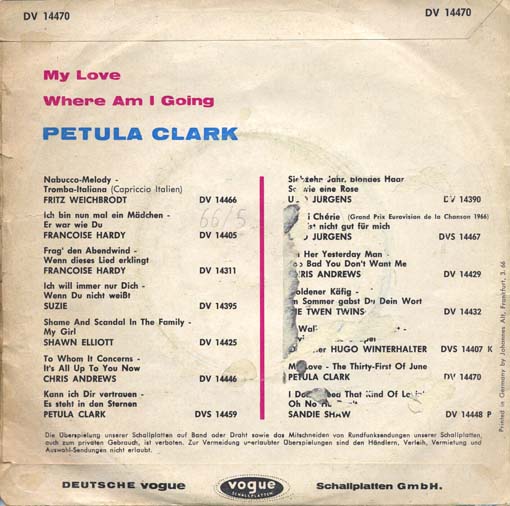 DV 14470
DV 14470
My Love
Where Am I Going
PETULA CLARK
Nabucco-Melody -
Tromba-Italiana (Capriccio Italien)
FRITZ WEICHBRODT DV 14466
Ich bin nun mal ein Mädchen -
Er war wie Du
FRANCOISE HARDY DV 14405
Frag' den Abendwind -
Wenn dieses Lied erklingt
FRANCOISE HARDY DV 14311
Ich will immer nur Dich -
Wenn Du nicht weißt
SUZIE DV 14395
Shame And Scandal In The Family -
My Girl
SHAWN ELLIOTT DV 14425
To Whom It Concerns -
It's All Up To You Now
CHRIS ANDREWS DV 14446
Kann ich Dir vertrauen -
Es steht in den Sternen
PETULA CLARK DVS 14459
66/5
Jahr, blondes Haar
wie eine Rose
JURGENS DV 14390
Chérie (Grand Prix Eurovision de la Chanson 1966)
ist nicht gut für mich
JURGENS DVS 14467
Her Yesterday Man -
Bad You Don't Want Me
ANDREWS DV 14429
Käfig -
Sommer gabst Du Dein Wort
TWEN TWINS DV 14432
HUGO WINTERHALTER DVS 14407 K
Love - The Thirty-First Of June
PETULA CLARK DV 14470
I That Kind Of
Oh No
SANDIE SHAW DV 14448 P
Die Überspielung unserer Schallplatten auf Band oder Draht sowie das Mitschneiden von Rundfunksendungen unserer Schallplatten,
auch zum privaten Gebrauch, ist verboten. Zur Vermeidung unerlaubter Überspielungen sind den Händlern, Verleih, Vermietung und
Auswahl-Sendungen nicht erlaubt.
DEUTSCHE vogue
vogue
SCHALLPLATTEN
Schallplatten GmbH.
Printed in Germany by Johannes Alt, Frankfurt, 3. 66